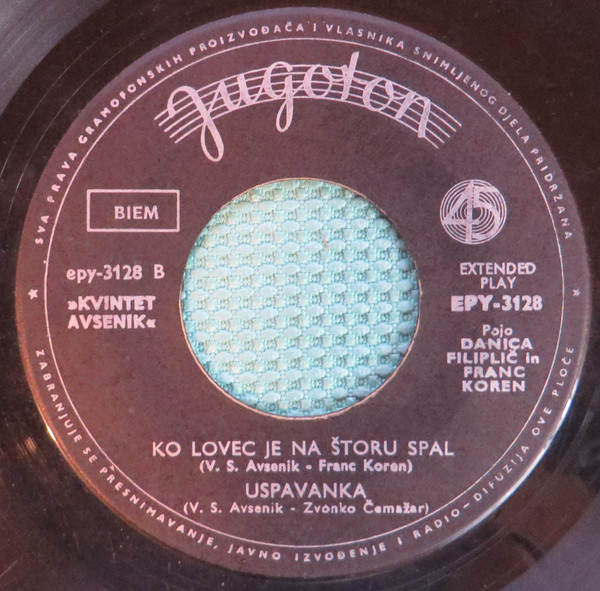 SVA PRAVA GRAMOFONSKIH PROIZVOĐAČA I VLASNIKA SNIMLJENOG DJELA PRIDRŽANA
Jugoton
BIEM
45
epy-3128 B
»KVINTET
AVSENIK«
EXTENDED
PLAY
EPY-3128
Pojo
DANICA
FILIPLIČ in
FRANC
KOREN
KO LOVEC JE NA ŠTORU SPAL
(V. S. Avsenik - Franc Koren)
USPAVANKA
(V. S. Avsenik - Zvonko Čemažar)
ZABRANJUJE SE PRESNIMAVANJE, JAVNO IZVOĐENJE I RADIO-DIFUZIJA OVE PLOČE